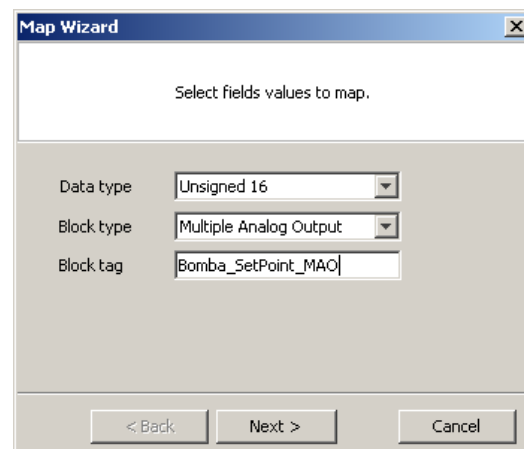 Map Wizard
Select fields values to map.
Data type Unsigned 16
Block type Multiple Analog Output
Block tag Bomba_SetPoint_MAO
< Back Next > Cancel